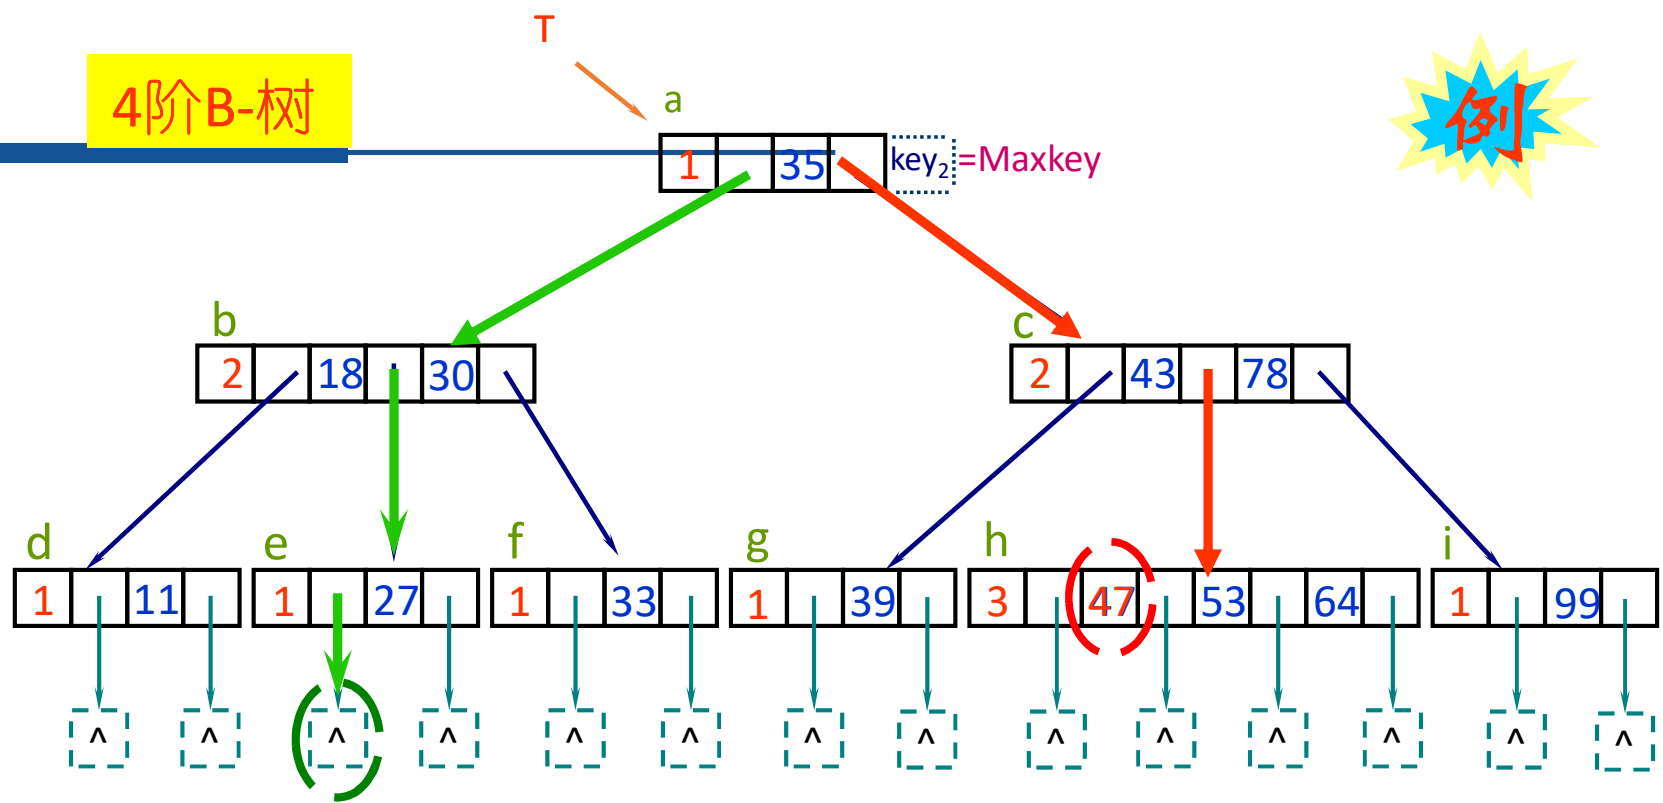 T
4阶B-树
a
例
1 35 key2 =Maxkey
b
c
2 18 30
2 43 78
d
e
f
g
h
i
1 11
1 27
1 33
1 39
3 47 53 64
1 99
^ ^ ^ ^ ^ ^ ^ ^ ^ ^ ^ ^ ^ ^